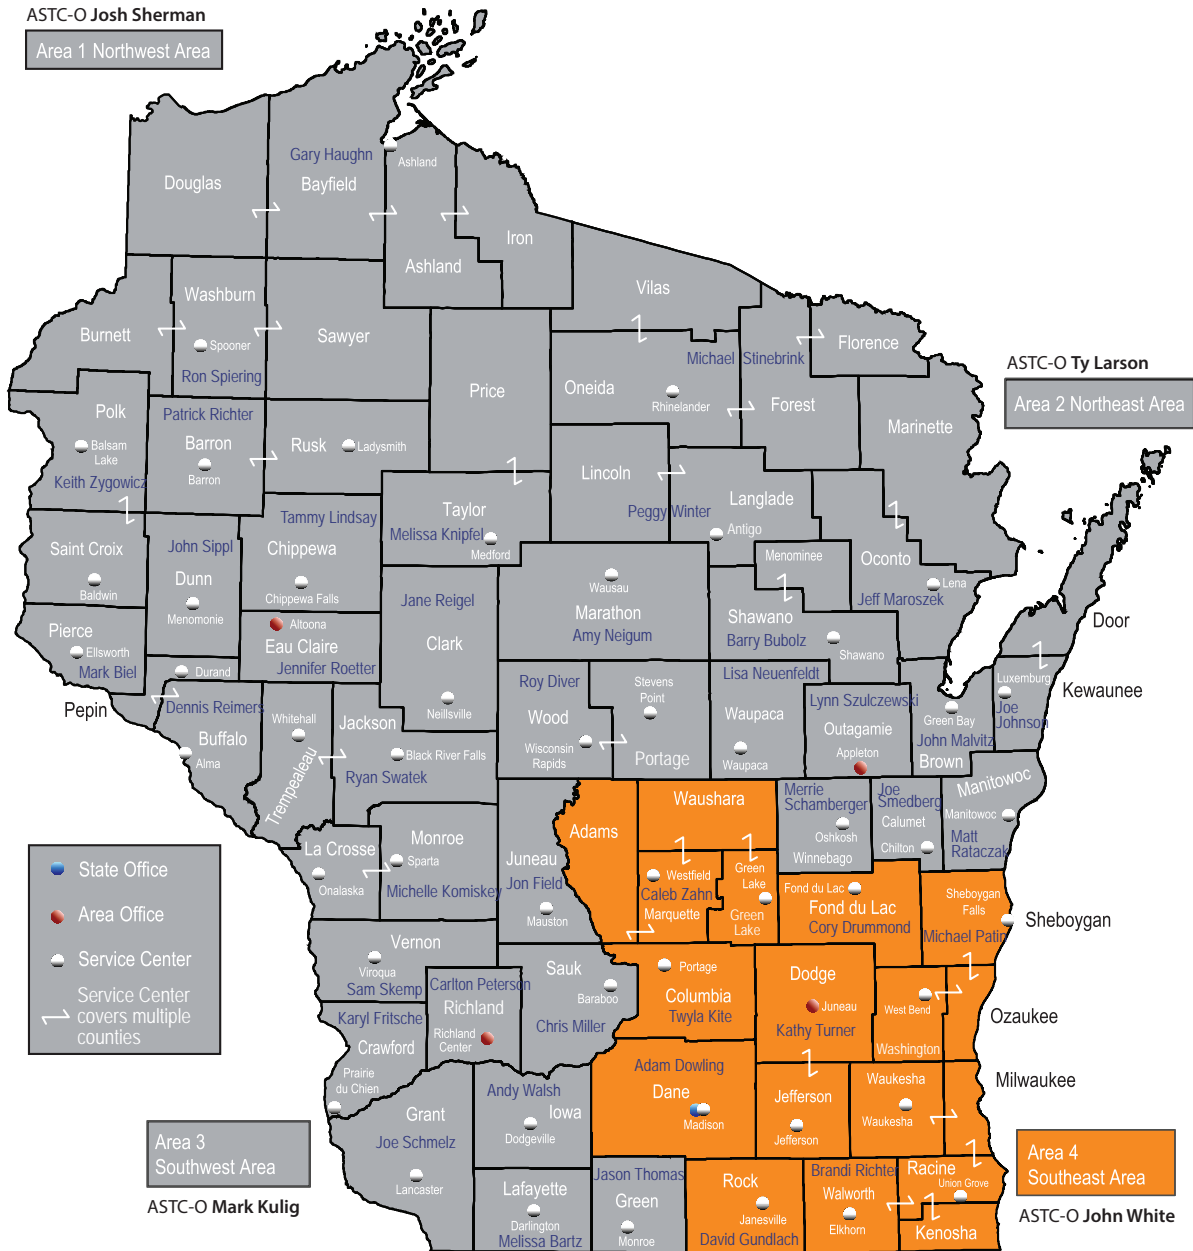 ASTC-O Josh Sherman
Area 1 Northwest Area
Gary Haughn
Ashland
Douglas
Bayfield
Iron
Ashland
Vilas
Washburn
Burnett
Sawyer
Spooner
Ron Spiering
Florence
Michael Stinebrink
ASTC-O Ty Larson
Area 2 Northeast Area
Price
Oneida
Rhinelander
Forest
Marinette
Polk
Patrick Richter
Balsam
Lake
Keith Zygowicz
Barron
Barron
Rusk
Ladysmith
Lincoln
Langlade
Peggy Winter
Antigo
Taylor
Melissa Knipfel
Medford
Tammy Lindsay
Chippewa
Chippewa Falls
Saint Croix
Baldwin
John Sippl
Dunn
Menomonie
Menominee
Oconto
Lena
Jeff Maroszek
Wausau
Marathon
Amy Neigum
Shawano
Barry Bubolz
Shawano
Jane Reigel
Clark
Neillsville
Pierce
Ellsworth
Mark Biel
Altoona
Eau Claire
Jennifer Roetter
Durand
Pepin
Dennis Reimers
Buffalo
Alma
Whitehall
Trempealeau
Jackson
Black River Falls
Ryan Swatek
Roy Diver
Wood
Wisconsin
Rapids
Stevens
Point
Portage
Lisa Neuenfeldt
Waupaca
Waupaca
Lynn Szulczewski
Outagamie
Appleton
Green Bay
John Malvitz
Brown
Door
Luxemburg
Kewaunee
Joe
Johnson
Manitowoc
Manitowoc
Matt
Rataczak
Merrie
Schamberger
Oshkosh
Winnebago
Joe
Smedberg
Calumet
Chilton
Waushara
Adams
Westfield
Caleb Zahn
Marquette
Green
Lake
Green
Lake
Fond du Lac
Fond du Lac
Cory Drummond
Sheboygan
Falls
Sheboygan
Michael Patin
La Crosse
Onalaska
Monroe
Sparta
Michelle Komiskey
Juneau
Jon Field
Mauston
State Office
Area Office
Service Center
Service Center
covers multiple
counties
Vernon
Viroqua
Sam Skemp
Carlton Peterson
Richland
Richland
Center
Sauk
Baraboo
Chris Miller
Portage
Columbia
Twyla Kite
Dodge
Juneau
Kathy Turner
West Bend
Washington
Ozaukee
Karyl Fritsche
Crawford
Prairie
du Chien
Adam Dowling
Dane
Madison
Jefferson
Jefferson
Waukesha
Waukesha
Milwaukee
Grant
Joe Schmelz
Lancaster
Andy Walsh
Iowa
Dodgeville
Area 3
Southwest Area
ASTC-O Mark Kulig
Lafayette
Darlington
Melissa Bartz
Jason Thomas
Green
Monroe
Rock
Janesville
David Gundlach
Brandi Richter
Walworth
Elkhorn
Racine
Union Grove
Kenosha
Area 4
Southeast Area
ASTC-O John White